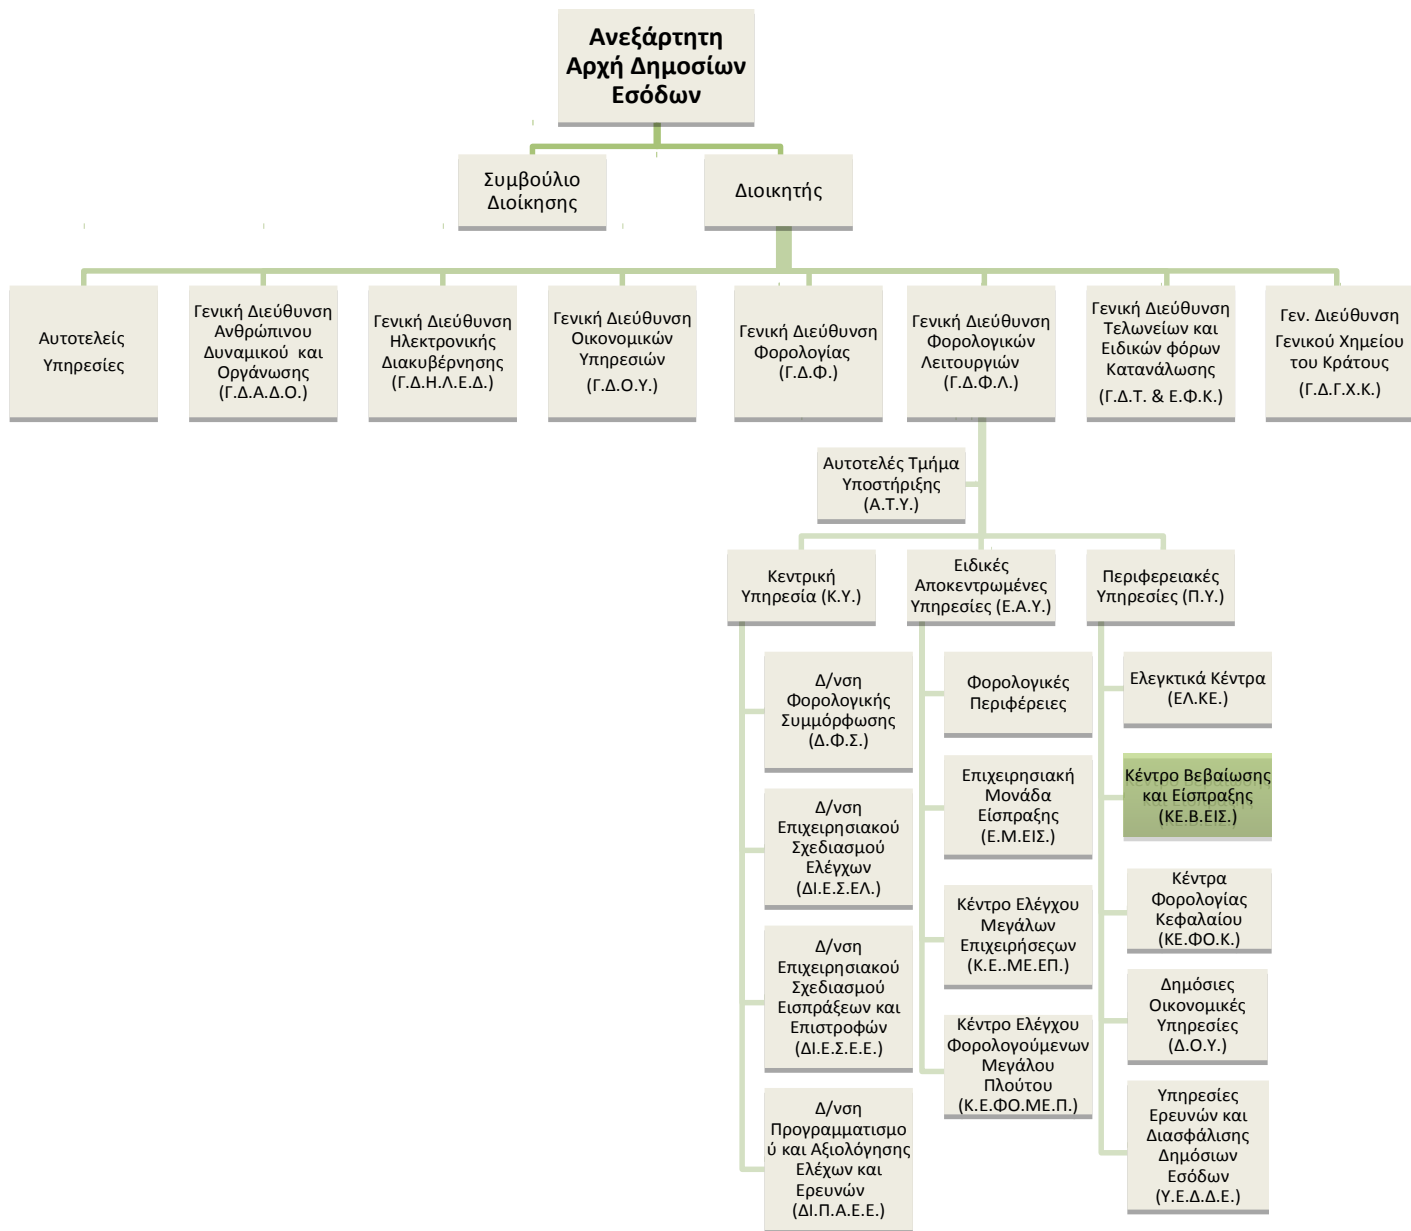 Ανεξάρτητη
Αρχή Δημοσίων
Εσόδων
Συμβούλιο
Διοίκησης
Διοικητής
Αυτοτελείς
Υπηρεσίες
Γενική Διεύθυνση
Ανθρώπινου
Δυναμικού και
Οργάνωσης
(Γ.Δ.Α.Δ.Ο.)
Γενική Διεύθυνση
Ηλεκτρονικής
Διακυβέρνησης
(Γ.Δ.Η.Λ.Ε.Δ.)
Γενική Διεύθυνση
Οικονομικών
Υπηρεσιών
(Γ.Δ.Ο.Υ.)
Γενική Διεύθυνση
Φορολογίας
(Γ.Δ.Φ.)
Γενική Διεύθυνση
Φορολογικών
Λειτουργιών
(Γ.Δ.Φ.Λ.)
Γενική Διεύθυνση
Τελωνείων και
Ειδικών φόρων
Κατανάλωσης
(Γ.Δ.Τ. & Ε.Φ.Κ.)
Γεν. Διεύθυνση
Γενικού Χημείου
του Κράτους
(Γ.Δ.Γ.Χ.Κ.)
Αυτοτελές Τμήμα
Υποστήριξης
(Α.Τ.Υ.)
Κεντρική
Υπηρεσία (Κ.Υ.)
Ειδικές
Αποκεντρωμένες
Υπηρεσίες (Ε.Α.Υ.)
Περιφερειακές
Υπηρεσίες (Π.Υ.)
Δ/νση
Φορολογικής
Συμμόρφωσης
(Δ.Φ.Σ.)
Δ/νση
Επιχειρησιακού
Σχεδιασμού
Ελέγχων
(ΔΙ.Ε.Σ.ΕΛ.)
Δ/νση
Επιχειρησιακού
Σχεδιασμού
Εισπράξεων και
Επιστροφών
(ΔΙ.Ε.Σ.Ε.Ε.)
Δ/νση
Προγραμματισμο
ύ και Αξιολόγησης
Ελέχων και
Ερευνών
(ΔΙ.Π.Α.Ε.Ε.)
Φορολογικές
Περιφέρειες
Επιχειρησιακή
Μονάδα
Είσπραξης
(Ε.Μ.ΕΙΣ.)
Κέντρο Ελέγχου
Μεγάλων
Επιχειρήσεςων
(Κ.Ε..ΜΕ.ΕΠ.)
Κέντρο Ελέγχου
Φορολογούμενων
Μεγάλου
Πλούτου
(Κ.Ε.ΦΟ.ΜΕ.Π.)
Ελεγκτικά Κέντρα
(ΕΛ.ΚΕ.)
Κέντρο Βεβαίωσης
και Είσπραξης
(ΚΕ.Β.ΕΙΣ.)
Κέντρα
Φορολογίας
Κεφαλαίου
(ΚΕ.ΦΟ.Κ.)
Δημόσιες
Οικονομικές
Υπηρεσίες
(Δ.Ο.Υ.)
Υπηρεσίες
Ερευνών και
Διασφάλισης
Δημόσιων
Εσόδων
(Υ.Ε.Δ.Δ.Ε.)